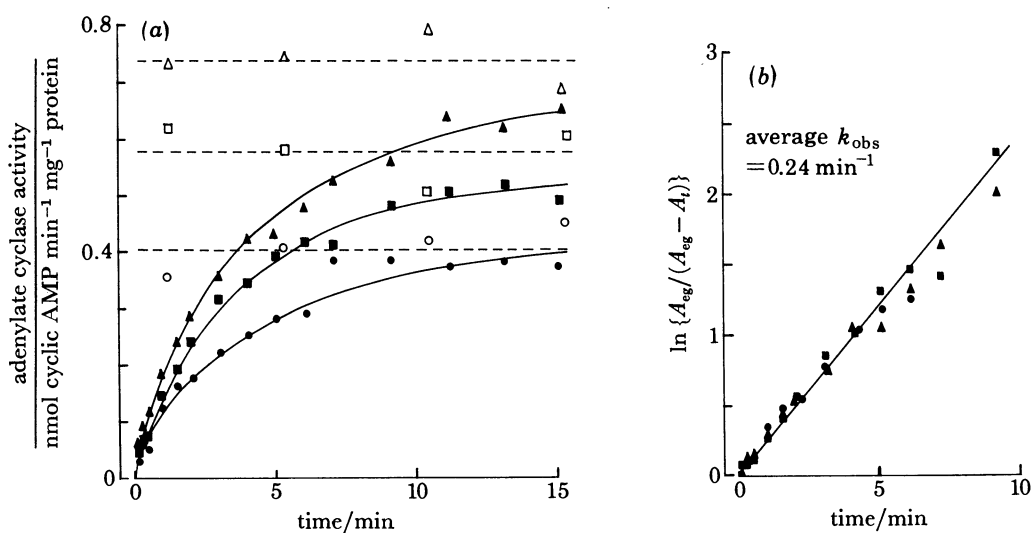 adenylate cyclase activity
nmol cyclic AMP min⁻¹ mg⁻¹ protein
0.8
0.4
0
(a)
0
5
10
15
time/min
ln {A_eg/(A_eg − A_t)}
3
2
1
0
(b)
average k_obs
=0.24 min⁻¹
0
5
10
time/min